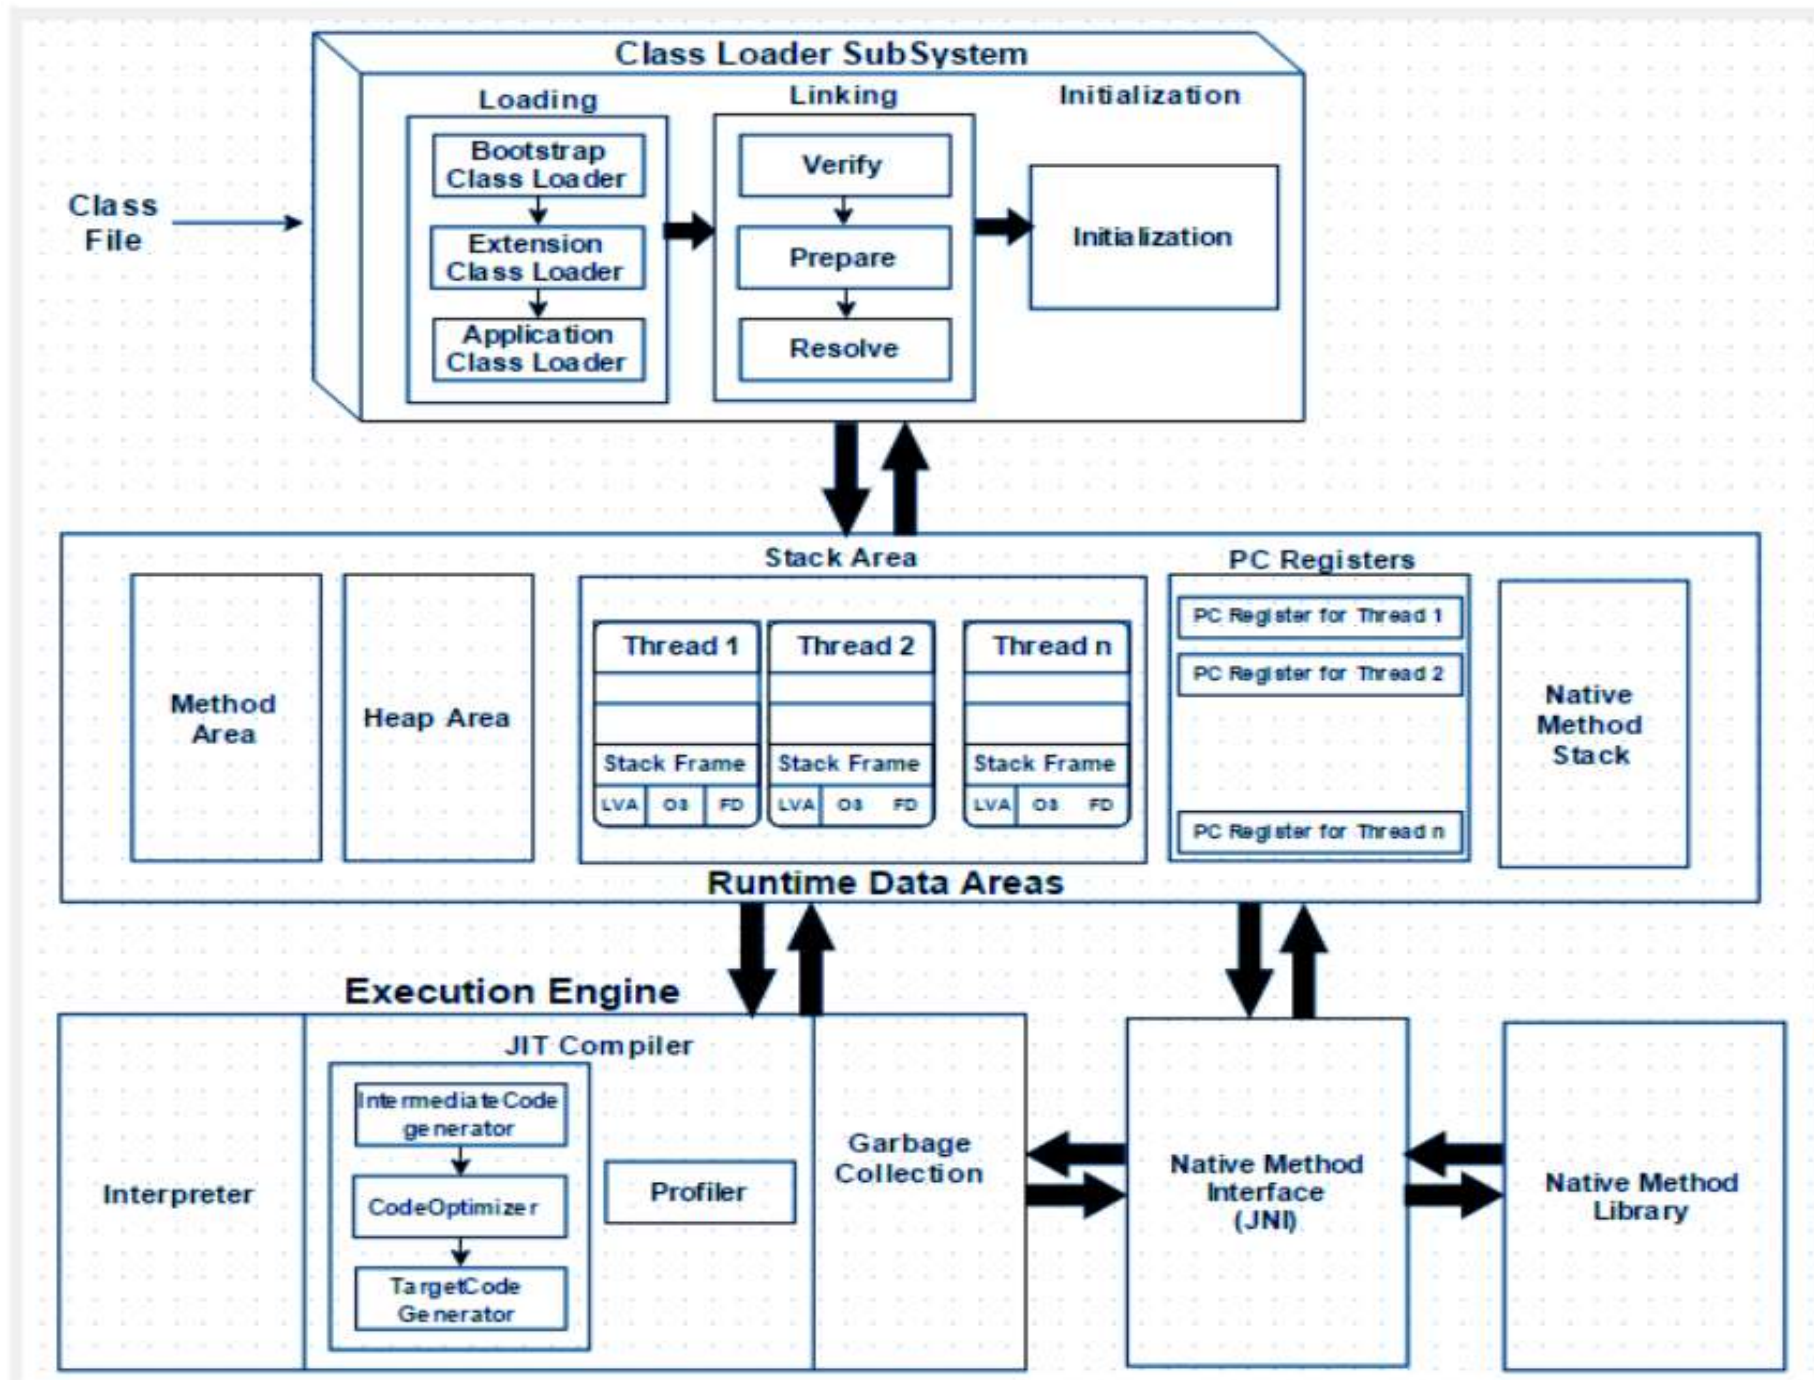 Class Loader SubSystem
Loading
Linking
Initialization
Bootstrap
Class Loader
Extension
Class Loader
Application
Class Loader
Verify
Prepare
Resolve
Initialization
Class
File
Stack Area
PC Registers
Method
Area
Heap Area
Thread 1
Stack Frame
LVA OS FD
Thread 2
Stack Frame
LVA OS FD
Thread n
Stack Frame
LVA OS FD
PC Register for Thread 1
PC Register for Thread 2
PC Register for Thread n
Native
Method
Stack
Runtime Data Areas
Execution Engine
Interpreter
JIT Compiler
IntermediateCode
generator
CodeOptimizer
TargetCode
Generator
Profiler
Garbage
Collection
Native Method
Interface
(JNI)
Native Method
Library